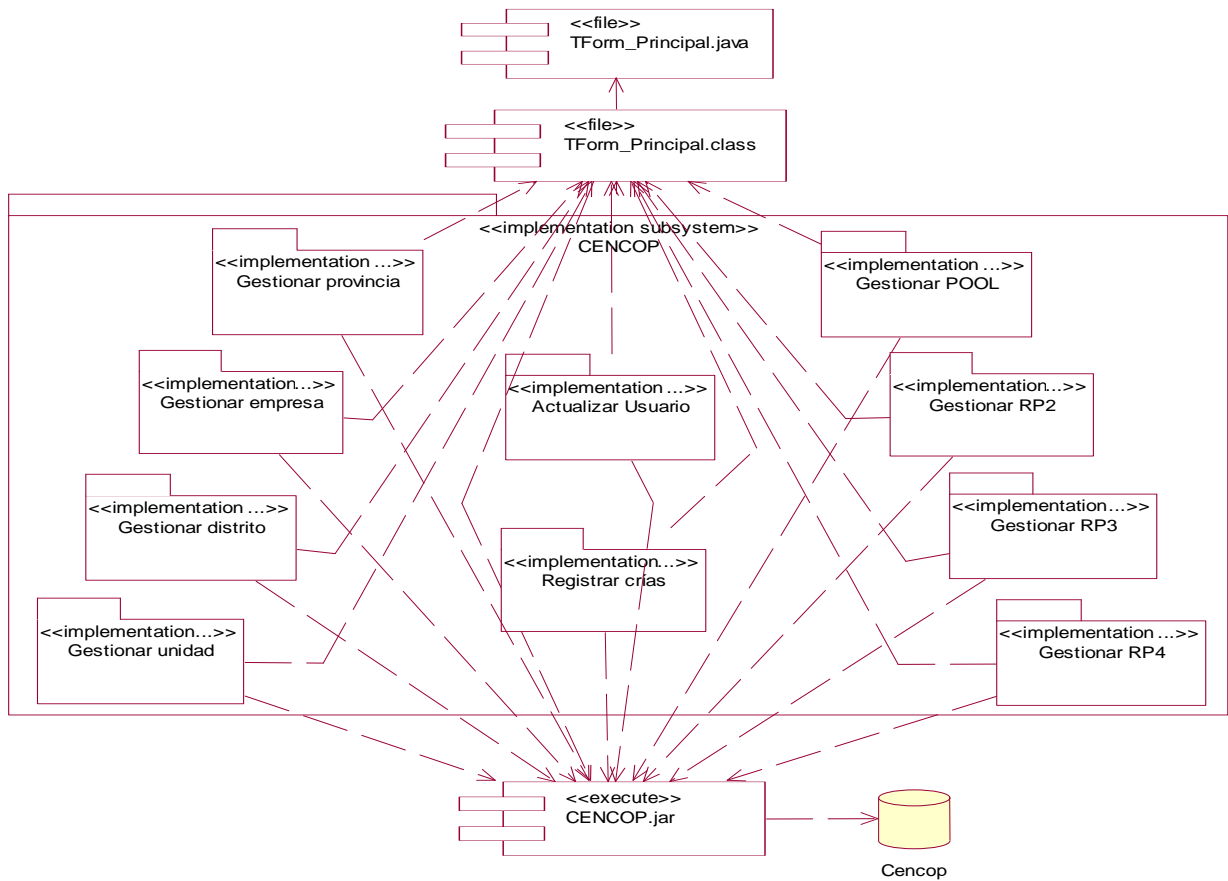 <<file>>
TForm_Principal.java
<<file>>
TForm_Principal.class
<<implementation subsystem>>
CENCOP
<<implementation ...>>
Gestionar provincia
<<implementation ...>>
Gestionar POOL
<<implementation...>>
Gestionar empresa
<<implementation ...>>
Actualizar Usuario
<<implementation ...>>
Gestionar RP2
<<implementation ...>>
Gestionar distrito
<<implementation...>>
Registrar crías
<<implementation ...>>
Gestionar RP3
<<implementation...>>
Gestionar unidad
<<implementation ...>>
Gestionar RP4
<<execute>>
CENCOP.jar
Cencop